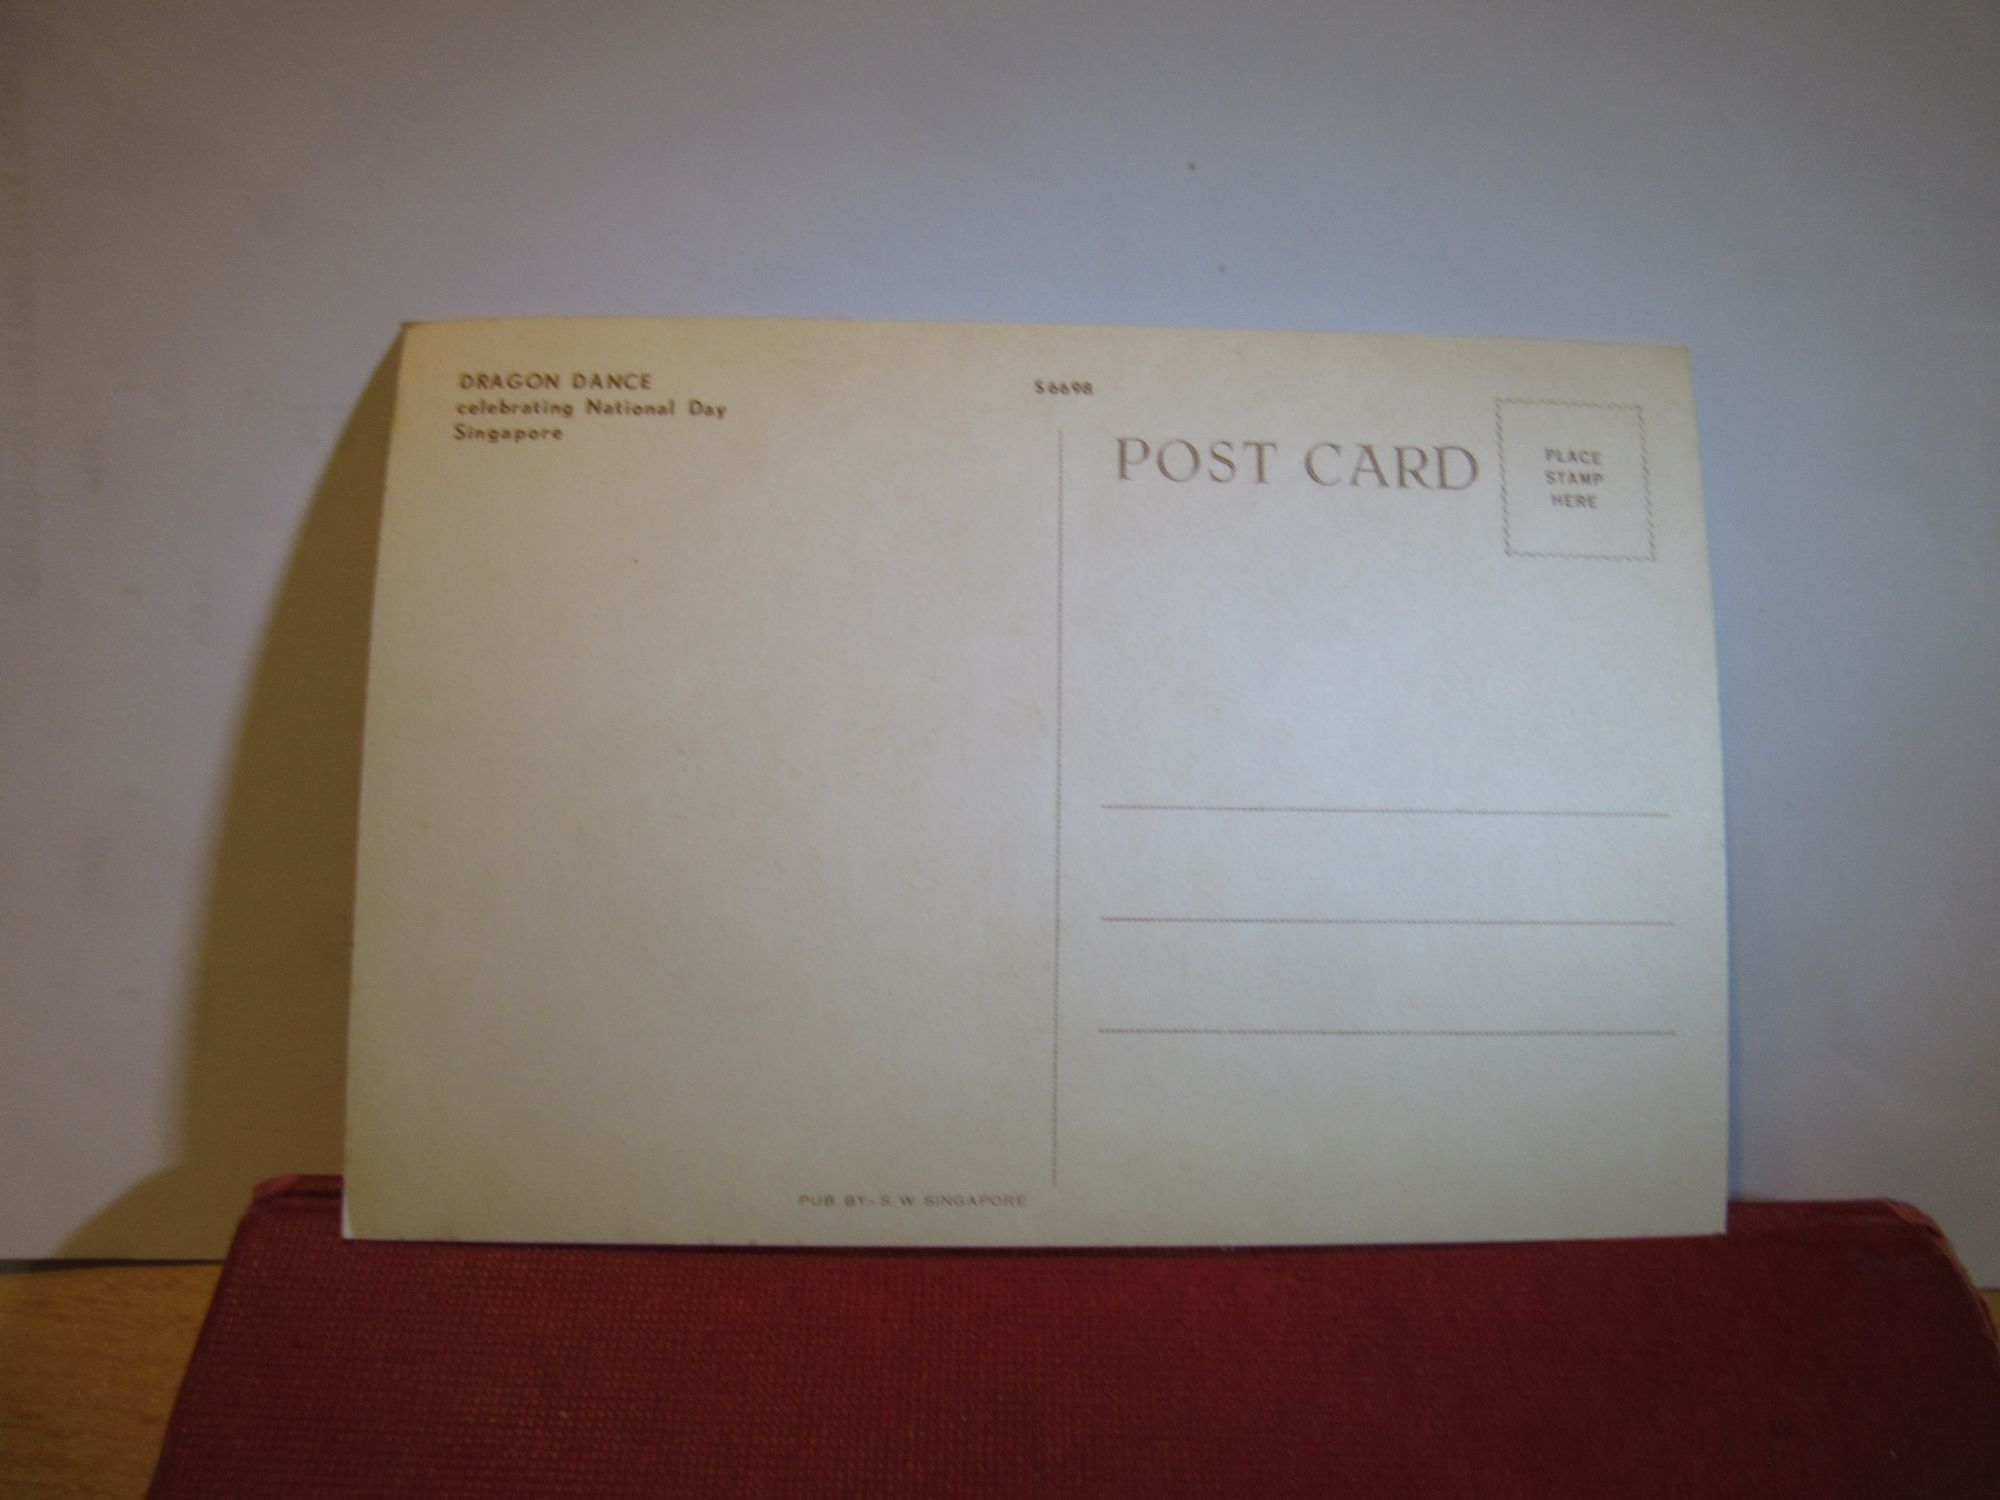 DRAGON DANCE
celebrating National Day
Singapore
S6698
POST CARD
PLACE
STAMP
HERE
PUB. BY:- S. W. SINGAPORE